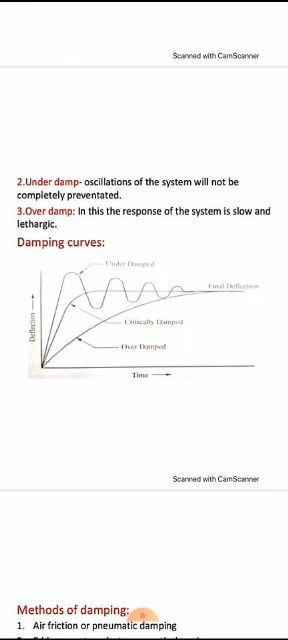 Scanned with CamScanner
2.Under damp- oscillations of the system will not be
completely preventated.
3.Over damp: In this the response of the system is slow and
lethargic.
Damping curves:
Under Damped
Final Deflection
Critically Damped
Over Damped
Deflection
Time
Scanned with CamScanner
Methods of damping:
1. Air friction or pneumatic damping